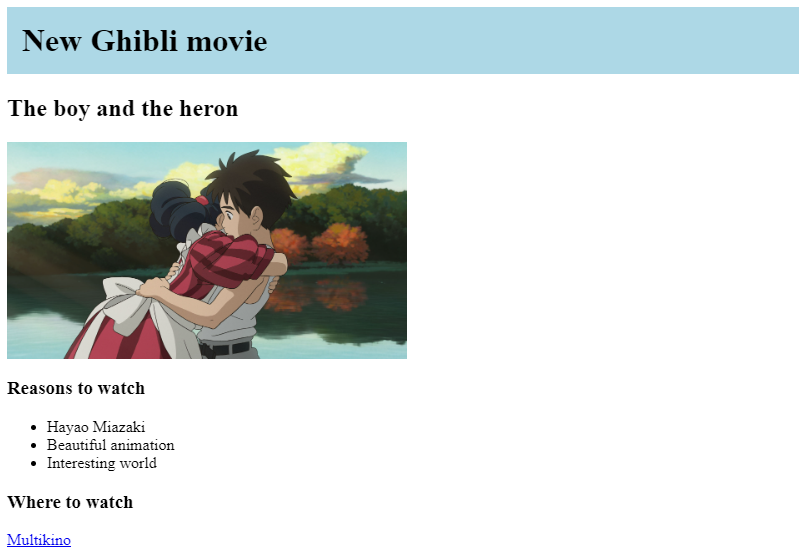 New Ghibli movie
The boy and the heron
Reasons to watch
Hayao Miazaki
Beautiful animation
Interesting world
Where to watch
Multikino